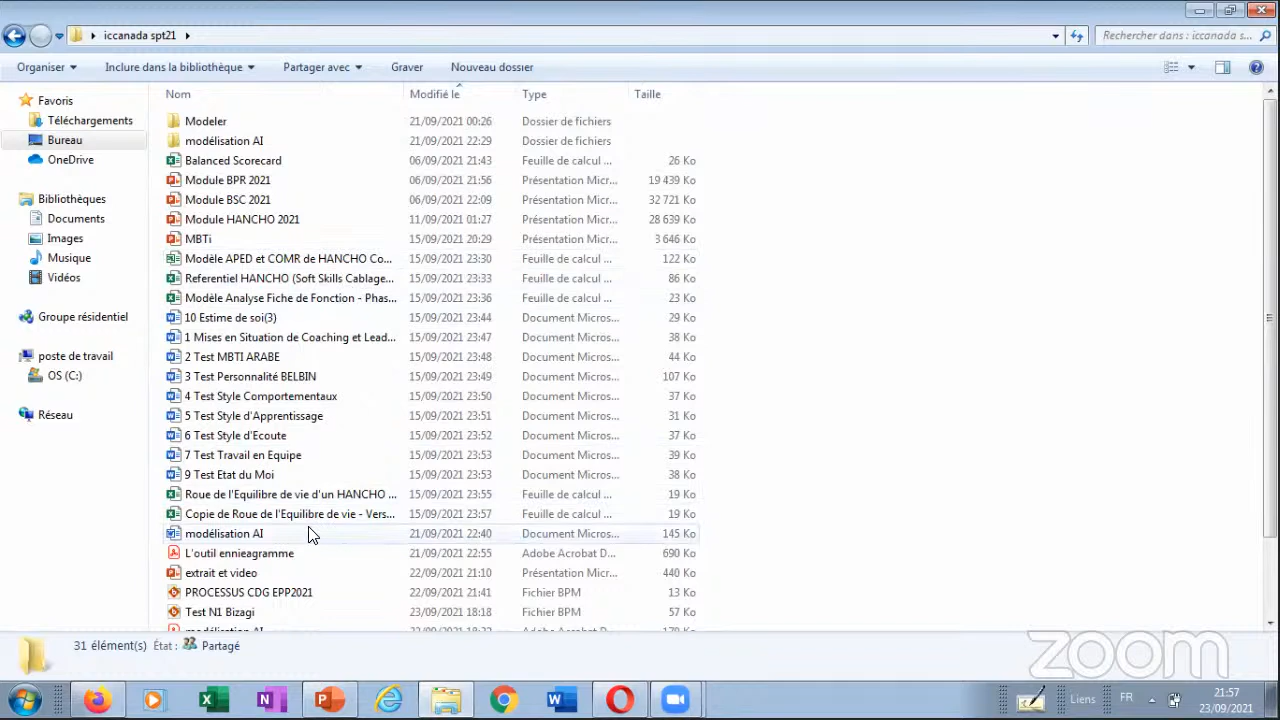 iccanada spt21
Rechercher dans : iccanada s...
Organiser
Inclure dans la bibliothèque
Partager avec
Graver
Nouveau dossier
Nom
Modifié le
Type
Taille
Favoris
Téléchargements
Bureau
OneDrive
Bibliothèques
Documents
Images
Musique
Vidéos
Groupe résidentiel
poste de travail
OS (C:)
Réseau
Modeler 21/09/2021 00:26 Dossier de fichiers
modélisation AI 21/09/2021 22:29 Dossier de fichiers
Balanced Scorecard 06/09/2021 21:43 Feuille de calcul ... 26 Ko
Module BPR 2021 06/09/2021 21:56 Présentation Micr... 19 439 Ko
Module BSC 2021 06/09/2021 22:09 Présentation Micr... 32 721 Ko
Module HANCHO 2021 11/09/2021 01:27 Présentation Micr... 28 639 Ko
MBTi 15/09/2021 20:29 Présentation Micr... 3 646 Ko
Modèle APED et COMR de HANCHO Co... 15/09/2021 23:30 Feuille de calcul ... 122 Ko
Referentiel HANCHO (Soft Skills Cablage... 15/09/2021 23:33 Feuille de calcul ... 86 Ko
Modèle Analyse Fiche de Fonction - Phas... 15/09/2021 23:36 Feuille de calcul ... 23 Ko
10 Estime de soi(3) 15/09/2021 23:44 Document Micros... 29 Ko
1 Mises en Situation de Coaching et Lead... 15/09/2021 23:47 Document Micros... 38 Ko
2 Test MBTI ARABE 15/09/2021 23:48 Document Micros... 44 Ko
3 Test Personnalité BELBIN 15/09/2021 23:49 Document Micros... 107 Ko
4 Test Style Comportementaux 15/09/2021 23:50 Document Micros... 37 Ko
5 Test Style d'Apprentissage 15/09/2021 23:51 Document Micros... 31 Ko
6 Test Style d'Ecoute 15/09/2021 23:52 Document Micros... 37 Ko
7 Test Travail en Equipe 15/09/2021 23:53 Document Micros... 39 Ko
9 Test Etat du Moi 15/09/2021 23:53 Document Micros... 38 Ko
Roue de l'Equilibre de vie d'un HANCHO ... 15/09/2021 23:55 Feuille de calcul ... 19 Ko
Copie de Roue de l'Equilibre de vie - Vers... 15/09/2021 23:57 Feuille de calcul ... 19 Ko
modélisation AI 21/09/2021 22:40 Document Micros... 145 Ko
L'outil ennieagramme 21/09/2021 22:55 Adobe Acrobat D... 690 Ko
extrait et video 22/09/2021 21:10 Présentation Micr... 440 Ko
PROCESSUS CDG EPP2021 22/09/2021 21:41 Fichier BPM 13 Ko
Test N1 Bizagi 23/09/2021 18:18 Fichier BPM 57 Ko
31 élément(s) État : Partagé
zoom
Liens
FR
21:57
23/09/2021